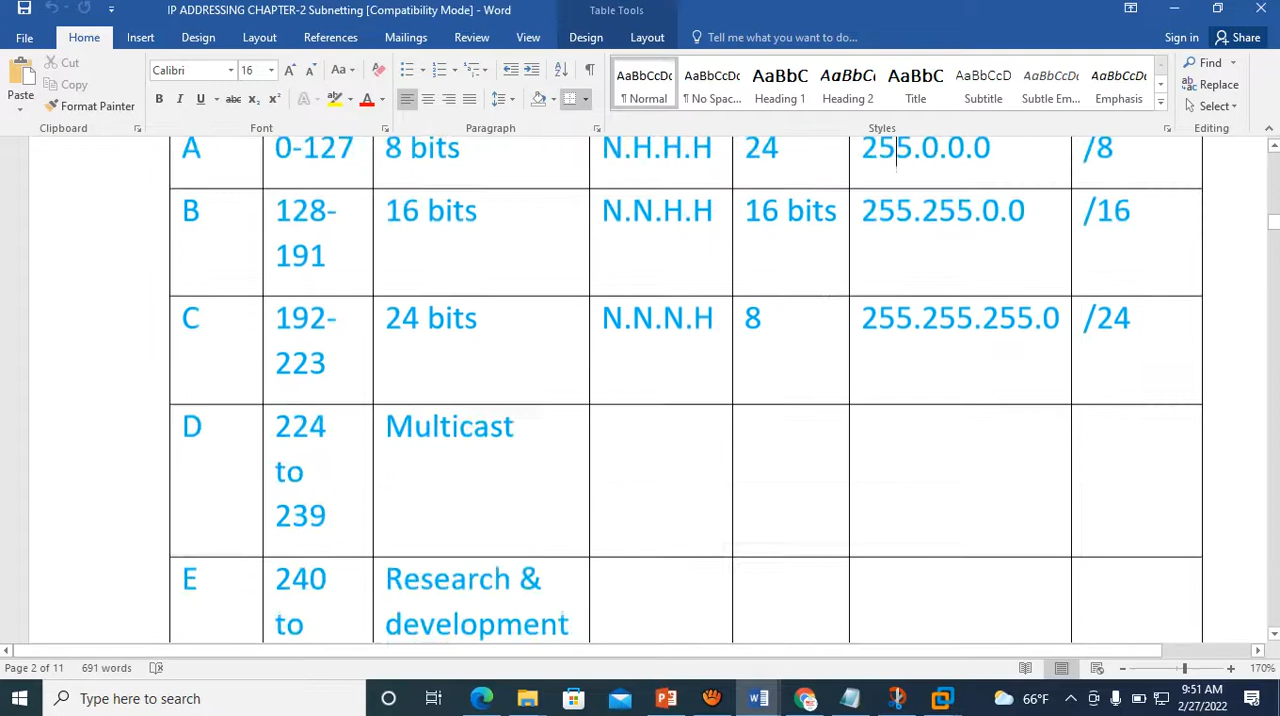 IP ADDRESSING CHAPTER-2 Subnetting [Compatibility Mode] - Word
Table Tools
File Home Insert Design Layout References Mailings Review View Design Layout Tell me what you want to do... Sign in Share
Paste
Cut
Copy
Format Painter
Clipboard
Calibri 16
Font
Paragraph
AaBbCcDc AaBbCcDc AaBbC AaBbCc AaBbC AaBbCcD AaBbCcDc AaBbCcDc
¶ Normal ¶ No Spac... Heading 1 Heading 2 Title Subtitle Subtle Em... Emphasis
Styles
Find
Replace
Select
Editing
A 0-127 8 bits N.H.H.H 24 255.0.0.0 /8
B 128- 16 bits N.N.H.H 16 bits 255.255.0.0 /16
191
C 192- 24 bits N.N.N.H 8 255.255.255.0 /24
223
D 224 Multicast
to
239
E 240 Research &
to development
Page 2 of 11 691 words 170%
Type here to search
66°F
9:51 AM
2/27/2022